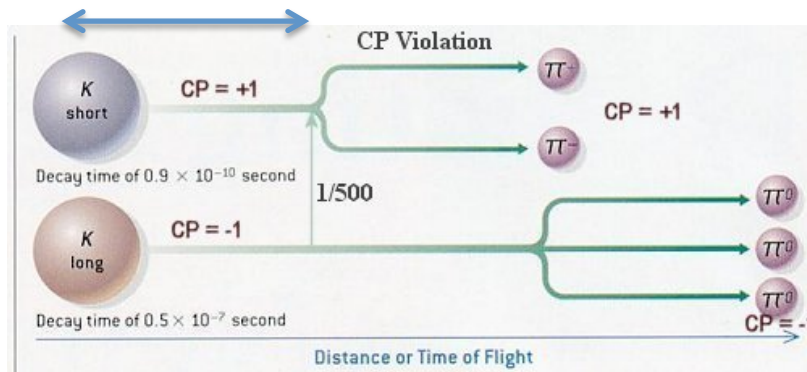 CP Violation
K
short
CP = +1
π+
π−
CP = +1
Decay time of 0.9 × 10⁻¹⁰ second
1/500
K
long
CP = -1
π⁰
π⁰
π⁰
Decay time of 0.5 × 10⁻⁷ second
CP = -
Distance or Time of Flight